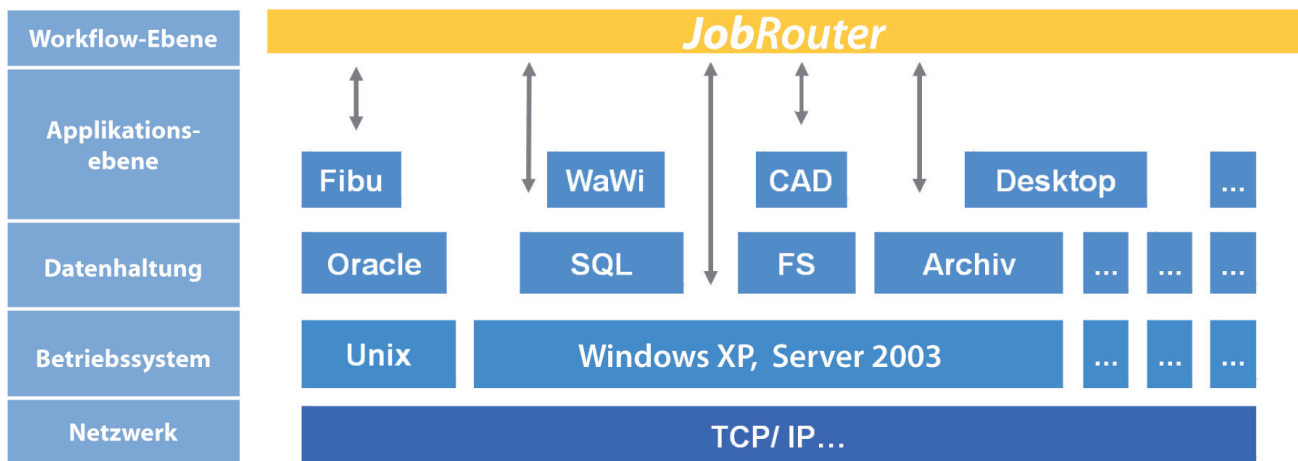 Workflow-Ebene
JobRouter
Applikations-
ebene
Fibu
WaWi
CAD
Desktop
...
Datenhaltung
Oracle
SQL
FS
Archiv
...
...
...
Betriebssystem
Unix
Windows XP, Server 2003
...
...
...
Netzwerk
TCP/ IP...